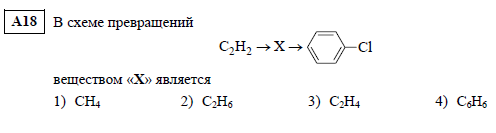 A18 В схеме превращений
C₂H₂ → X → Cl
веществом «X» является
1) CH₄ 2) C₂H₆ 3) C₂H₄ 4) C₆H₆